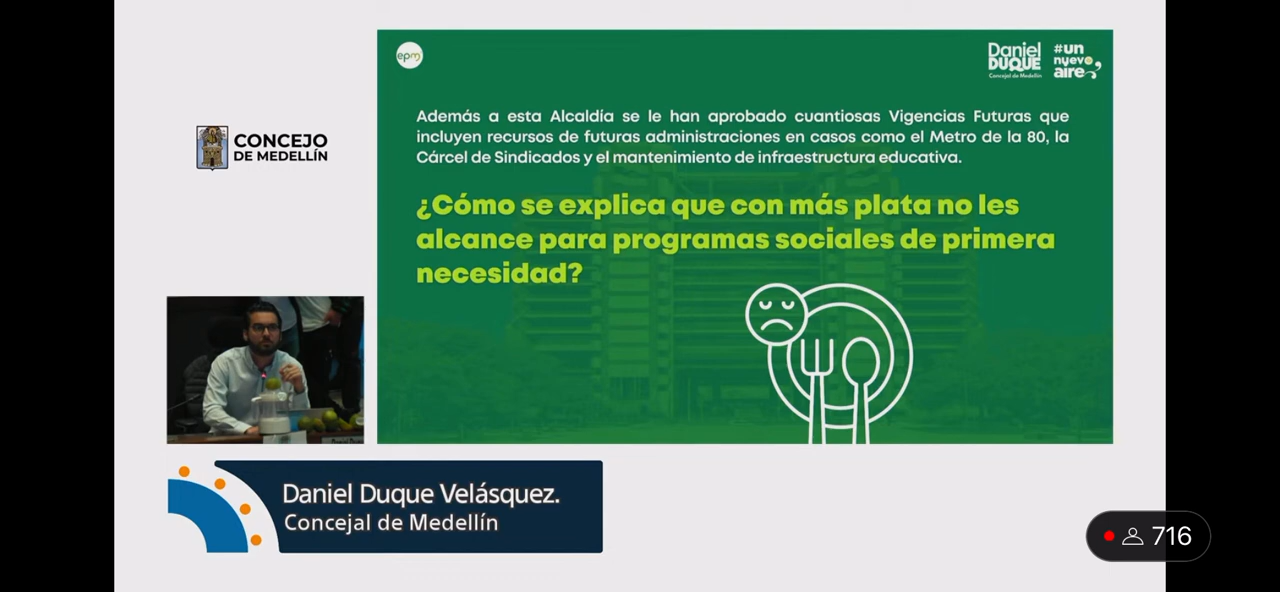 epm
Daniel
DUQUE
Concejal de Medellín
#un
nuevo
aire
Además a esta Alcaldía se le han aprobado cuantiosas Vigencias Futuras que
incluyen recursos de futuras administraciones en casos como el Metro de la 80, la
Cárcel de Sindicados y el mantenimiento de infraestructura educativa.
¿Cómo se explica que con más plata no les
alcance para programas sociales de primera
necesidad?
CONCEJO
DE MEDELLÍN
Daniel Duque Velásquez.
Concejal de Medellín
716